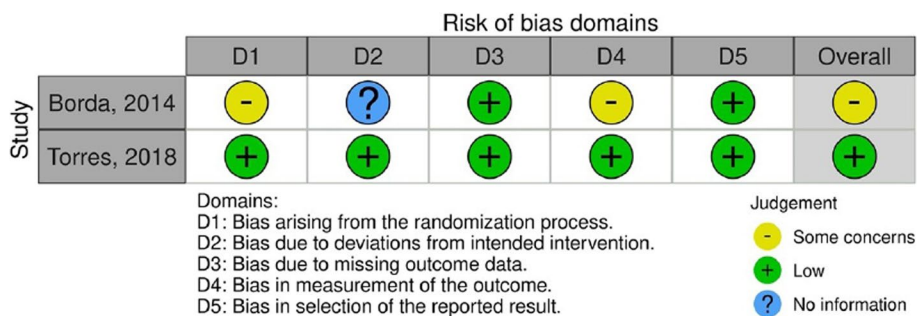 Risk of bias domains
D1 D2 D3 D4 D5 Overall
Study
Borda, 2014 - ? + - + -
Torres, 2018 + + + + + +
Domains:
D1: Bias arising from the randomization process.
D2: Bias due to deviations from intended intervention.
D3: Bias due to missing outcome data.
D4: Bias in measurement of the outcome.
D5: Bias in selection of the reported result.
Judgement
- Some concerns
+ Low
? No information